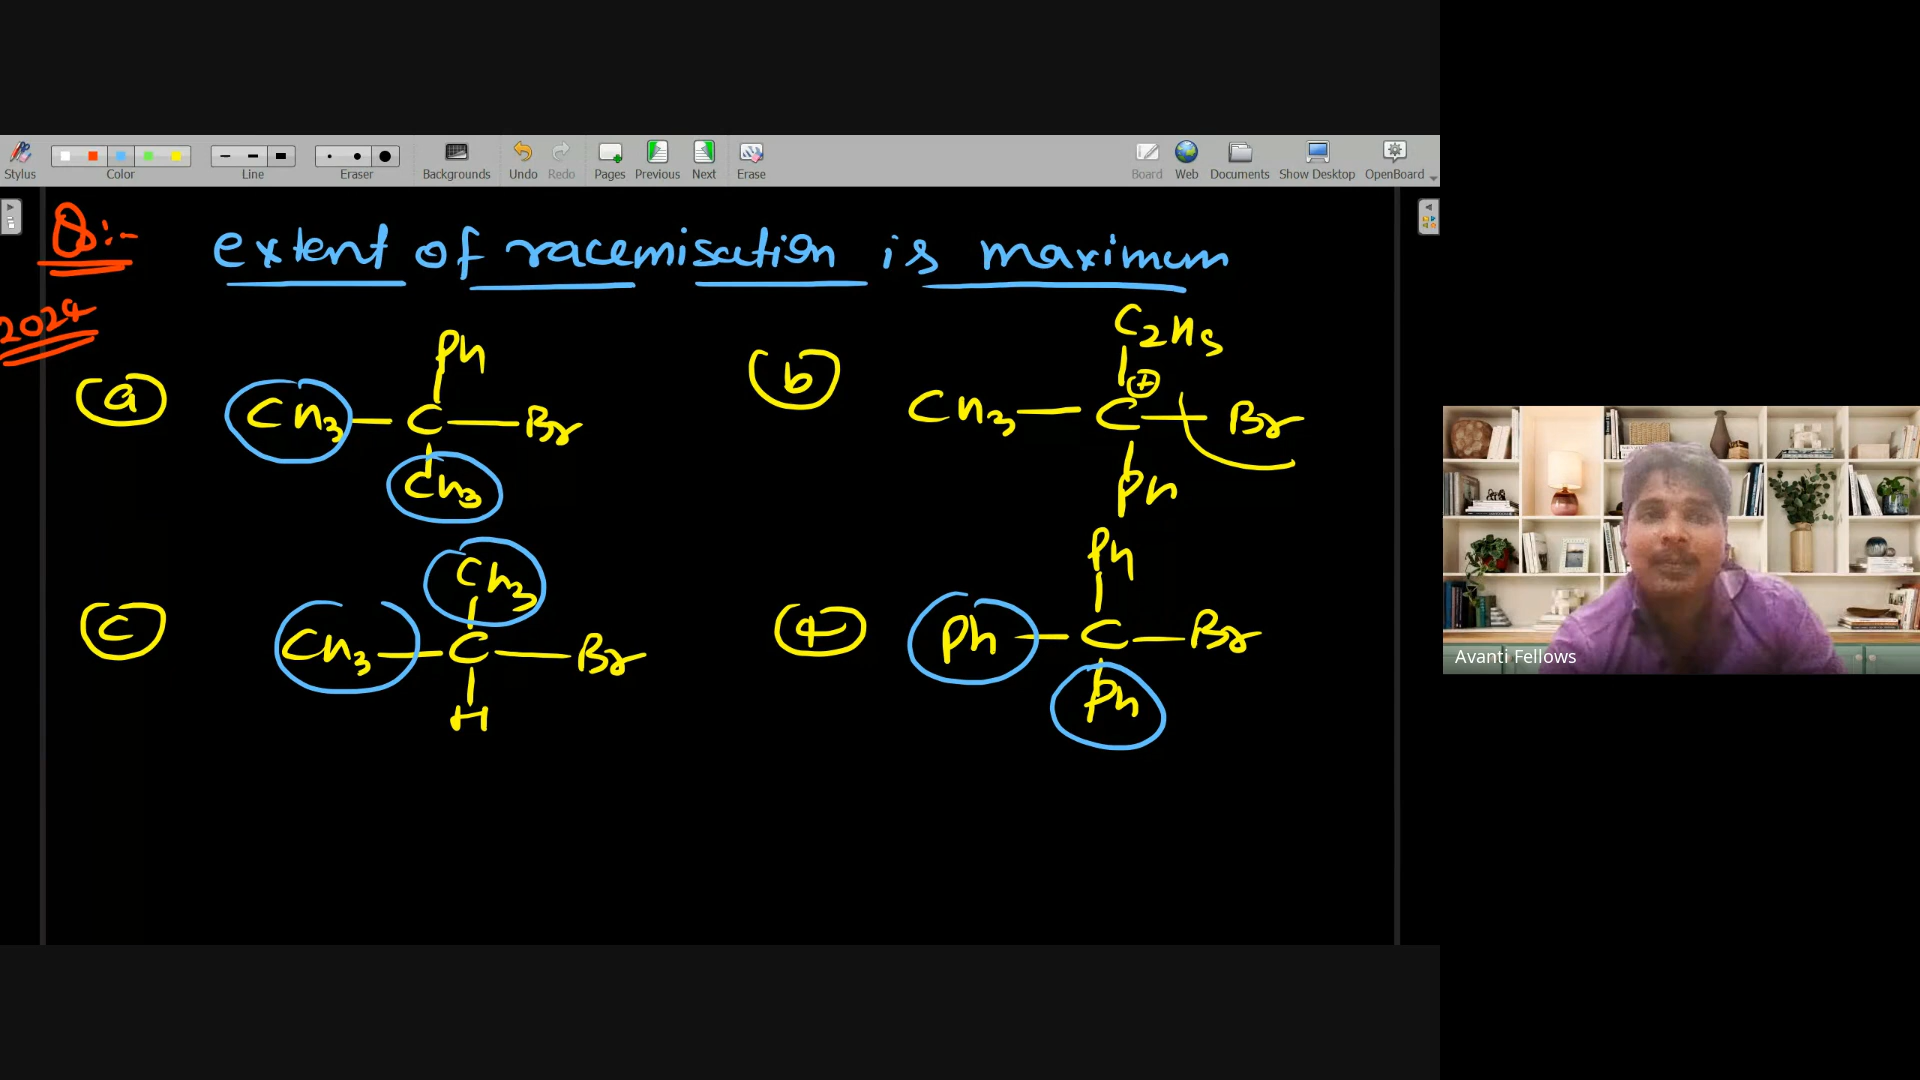 Stylus
Color
Line
Eraser
Backgrounds
Undo
Redo
Pages
Previous
Next
Erase
Board
Web
Documents
Show Desktop
OpenBoard
Q:-
extent of racemisation is maximum
2024
a
Ph
CH3 — C — Br
CH3
b
C2H5
⊕
CH3 — C — Br
Ph
c
CH3
CH3 — C — Br
H
d
Ph
Ph — C — Br
Ph
Avanti Fellows